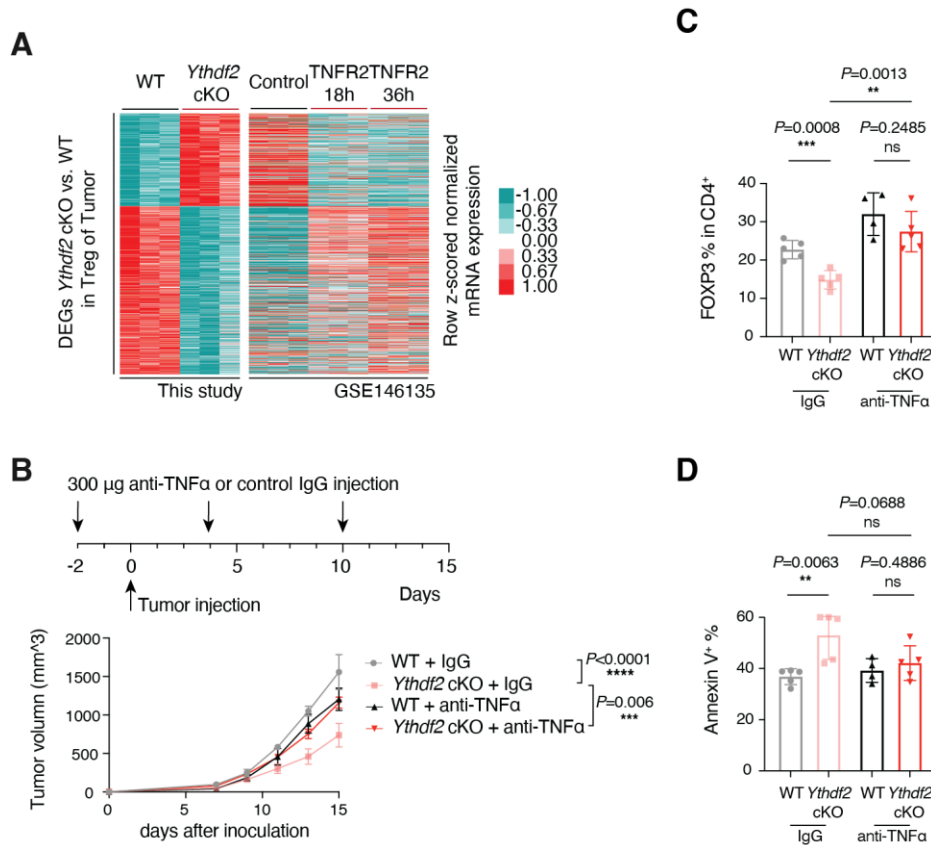 A
WT
Ythdf2
cKO
Control
TNFR2
18h
TNFR2
36h
DEGs Ythdf2 cKO vs. WT
in Treg of Tumor
Row z-scored normalized
mRNA expression
-1.00
-0.67
-0.33
0.00
0.33
0.67
1.00
This study
GSE146135
B
300 µg anti-TNFα or control IgG injection
-2 0 5 10 15
Tumor injection
Days
Tumor volumn (mm^3)
2000
1500
1000
500
0
0 5 10 15
days after inoculation
WT + IgG
Ythdf2 cKO + IgG
WT + anti-TNFα
Ythdf2 cKO + anti-TNFα
P<0.0001
****
P=0.006
***
C
P=0.0013
**
P=0.0008
***
P=0.2485
ns
FOXP3 % in CD4⁺
40
30
20
10
0
WT Ythdf2
cKO
WT Ythdf2
cKO
IgG
anti-TNFα
D
P=0.0688
ns
P=0.0063
**
P=0.4886
ns
Annexin V⁺ %
60
40
20
0
WT Ythdf2
cKO
WT Ythdf2
cKO
IgG
anti-TNFα